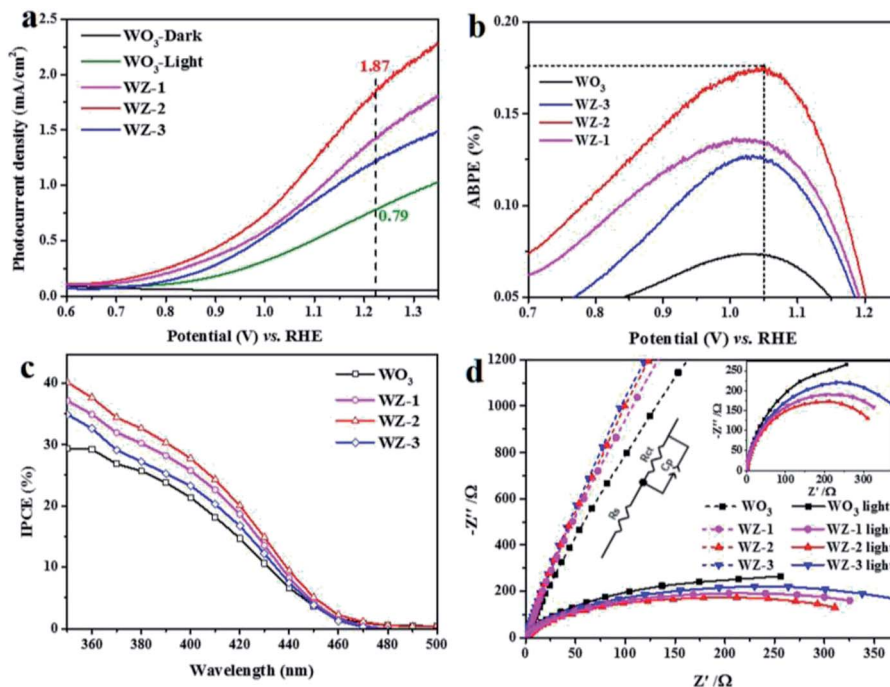 a
Photocurrent density (mA/cm²)
2.5
2.0
1.5
1.0
0.5
0.0
WO₃-Dark
WO₃-Light
WZ-1
WZ-2
WZ-3
1.87
0.79
0.6 0.7 0.8 0.9 1.0 1.1 1.2 1.3
Potential (V) vs. RHE
b
ABPE (%)
0.20
0.15
0.10
0.05
WO₃
WZ-3
WZ-2
WZ-1
0.7 0.8 0.9 1.0 1.1 1.2
Potential (V) vs. RHE
c
IPCE (%)
40
30
20
10
0
WO₃
WZ-1
WZ-2
WZ-3
360 380 400 420 440 460 480 500
Wavelength (nm)
d
-Z''/Ω
1200
1000
800
600
400
200
0
Rs
Rct
Cp
250
200
150
100
50
0
-Z''/Ω
0 100 200 300
Z'/Ω
WO₃ WO₃ light
WZ-1 WZ-1 light
WZ-2 WZ-2 light
WZ-3 WZ-3 light
0 50 100 150 200 250 300 350
Z'/Ω